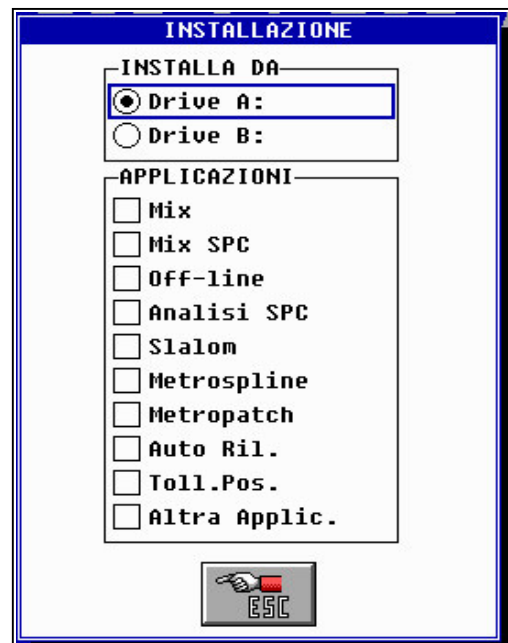 INSTALLAZIONE
INSTALLA DA
Drive A:
Drive B:
APPLICAZIONI
Mix
Mix SPC
Off-line
Analisi SPC
Slalom
Metrospline
Metropatch
Auto Ril.
Toll.Pos.
Altra Applic.
ESC